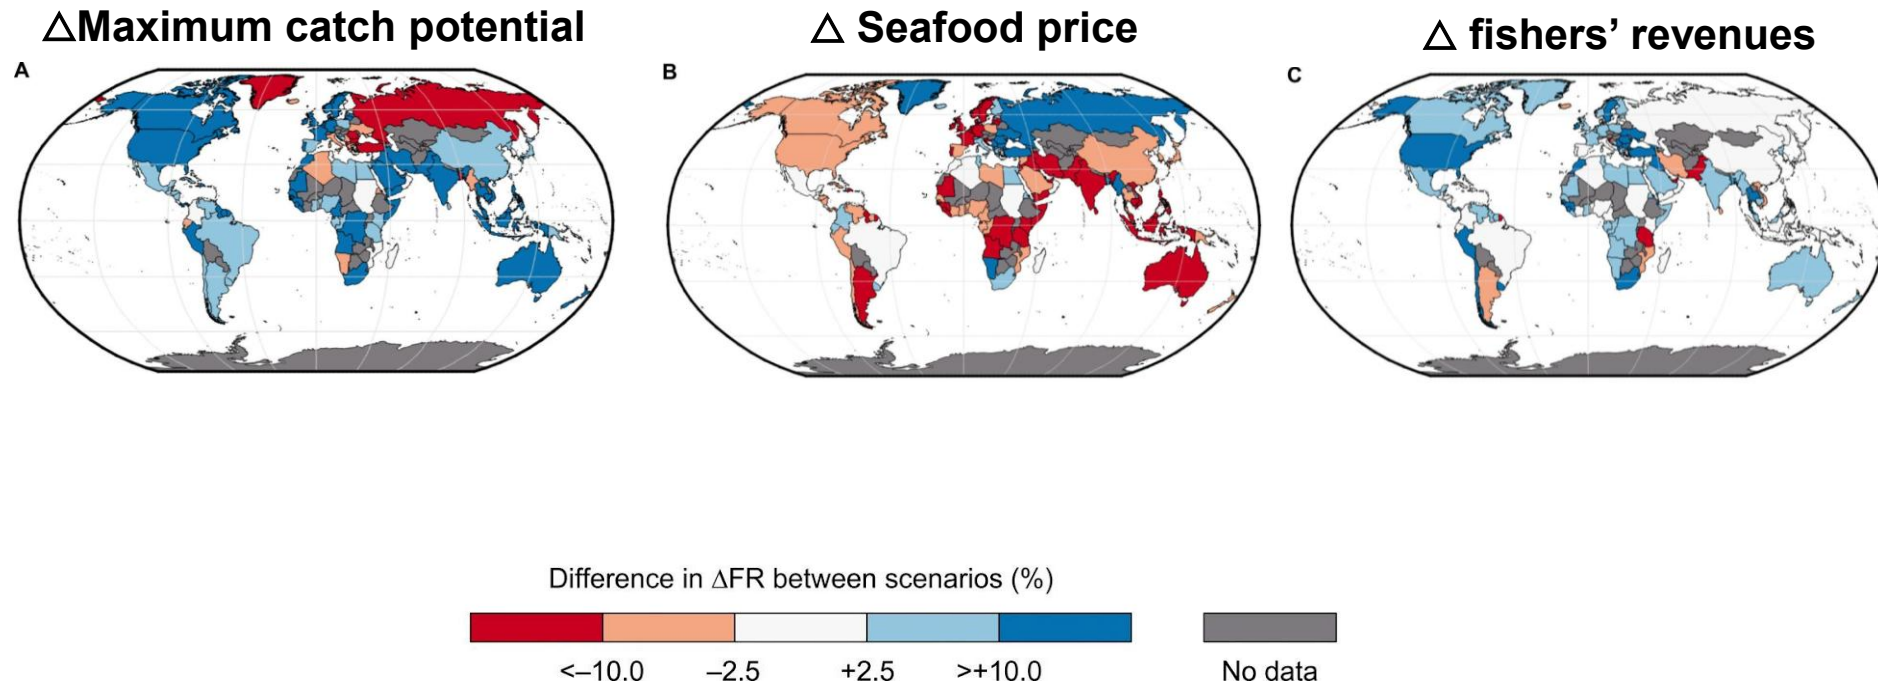 △Maximum catch potential
△ Seafood price
△ fishers’ revenues
A
B
C
Difference in ΔFR between scenarios (%)
<–10.0 –2.5 +2.5 >+10.0 No data